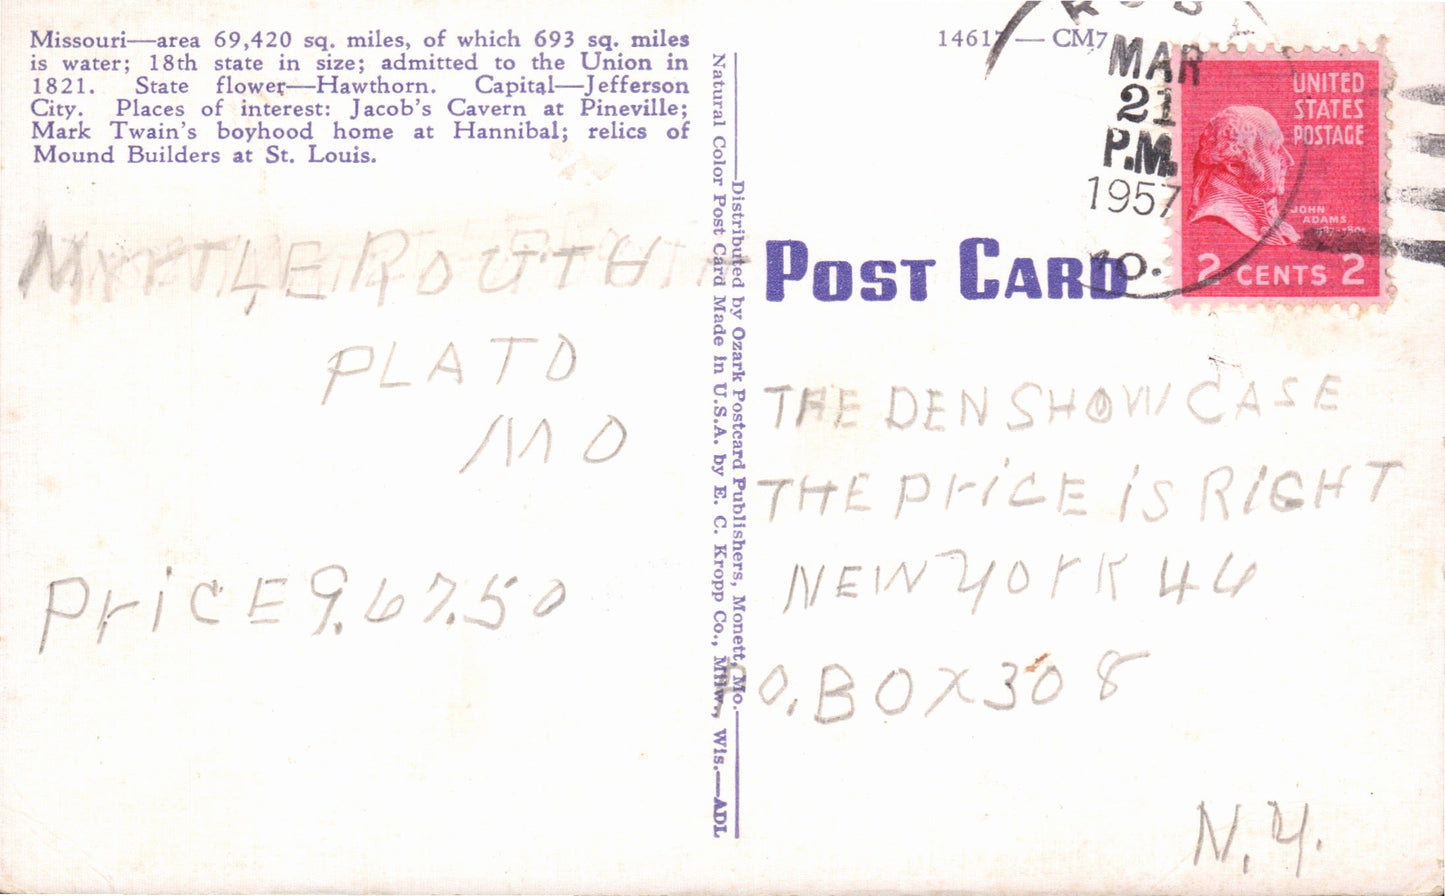 Missouri—area 69,420 sq. miles, of which 693 sq. miles
is water; 18th state in size; admitted to the Union in
1821. State flower—Hawthorn. Capital—Jefferson
City. Places of interest: Jacob's Cavern at Pineville;
Mark Twain's boyhood home at Hannibal; relics of
Mound Builders at St. Louis.
MYRTLE ROUTH
PLATO
MO
PriCE 9.67.50
Distributed by Ozark Postcard Publishers, Monett, Mo.
Natural Color Post Card Made in U.S.A. by E. C. Kropp Co., Milw., Wis.—ADL
14617 — CM7
MAR
21
P.M.
1957
MO.
UNITED
STATES
POSTAGE
JOHN
ADAMS
2 CENTS 2
POST CARD
THE DEN SHOW CASE
THE PriCE iS RiGHT
NEW YOrK 46
P.O. BOX 308
N.Y.